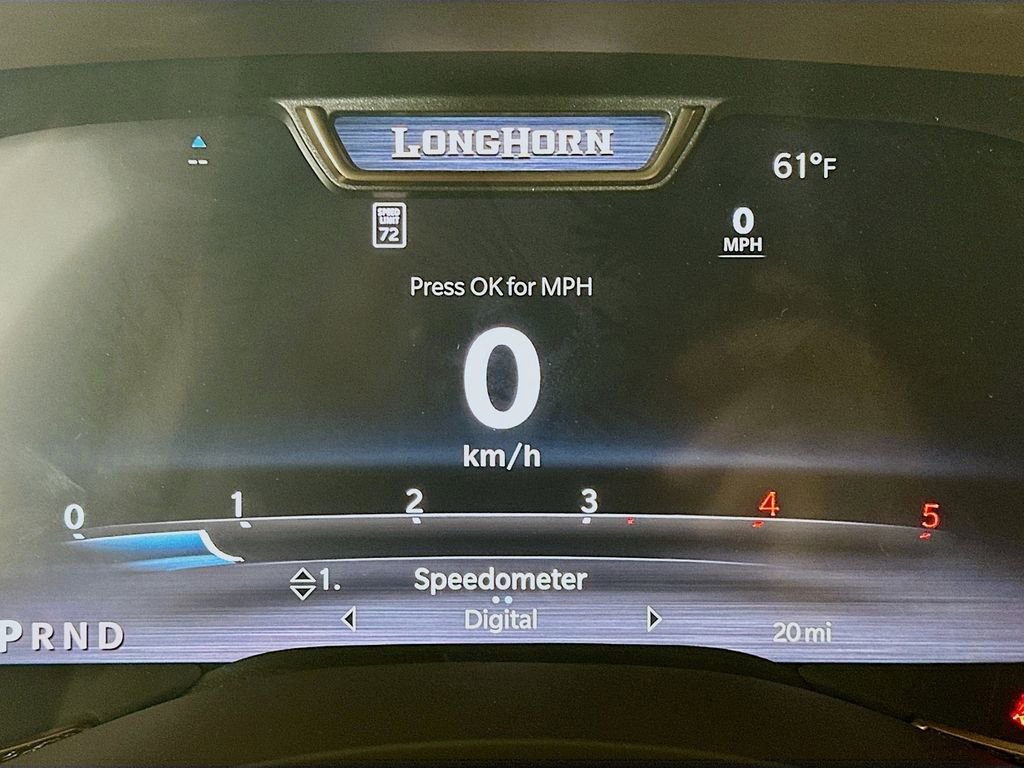 LONGHORN
61°F
SPEED
LIMIT
72
0
MPH
Press OK for MPH
0
km/h
0 1 2 3 4 5
1. Speedometer
Digital
PRND
20 mi